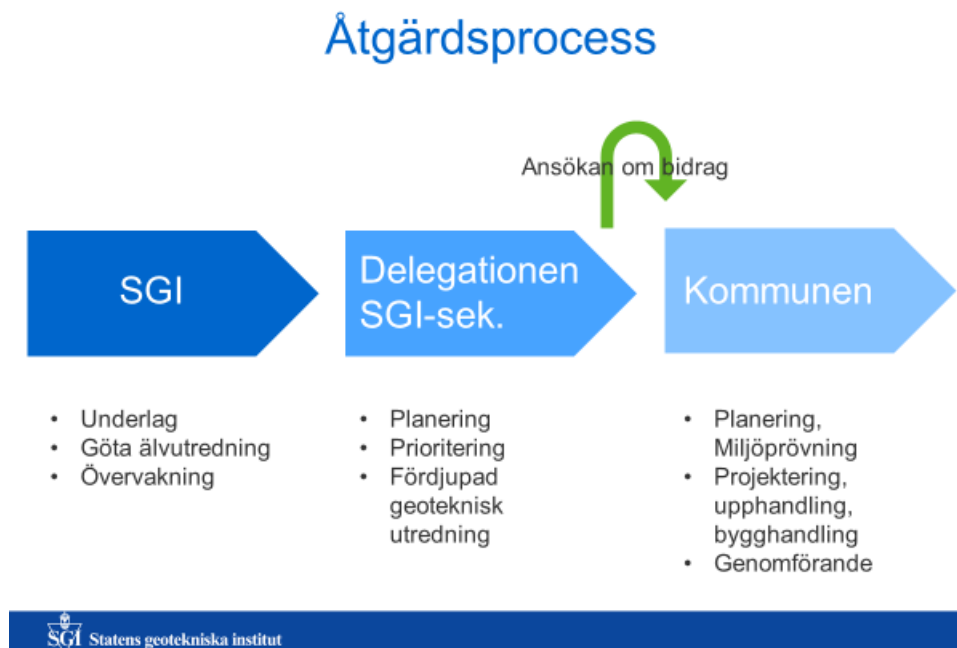 Åtgärdsprocess
Ansökan om bidrag
SGI
Delegationen
SGI-sek.
Kommunen
• Underlag
• Göta älvutredning
• Övervakning
• Planering
• Prioritering
• Fördjupad
geoteknisk
utredning
• Planering,
Miljöprövning
• Projektering,
upphandling,
bygghandling
• Genomförande
SGI Statens geotekniska institut